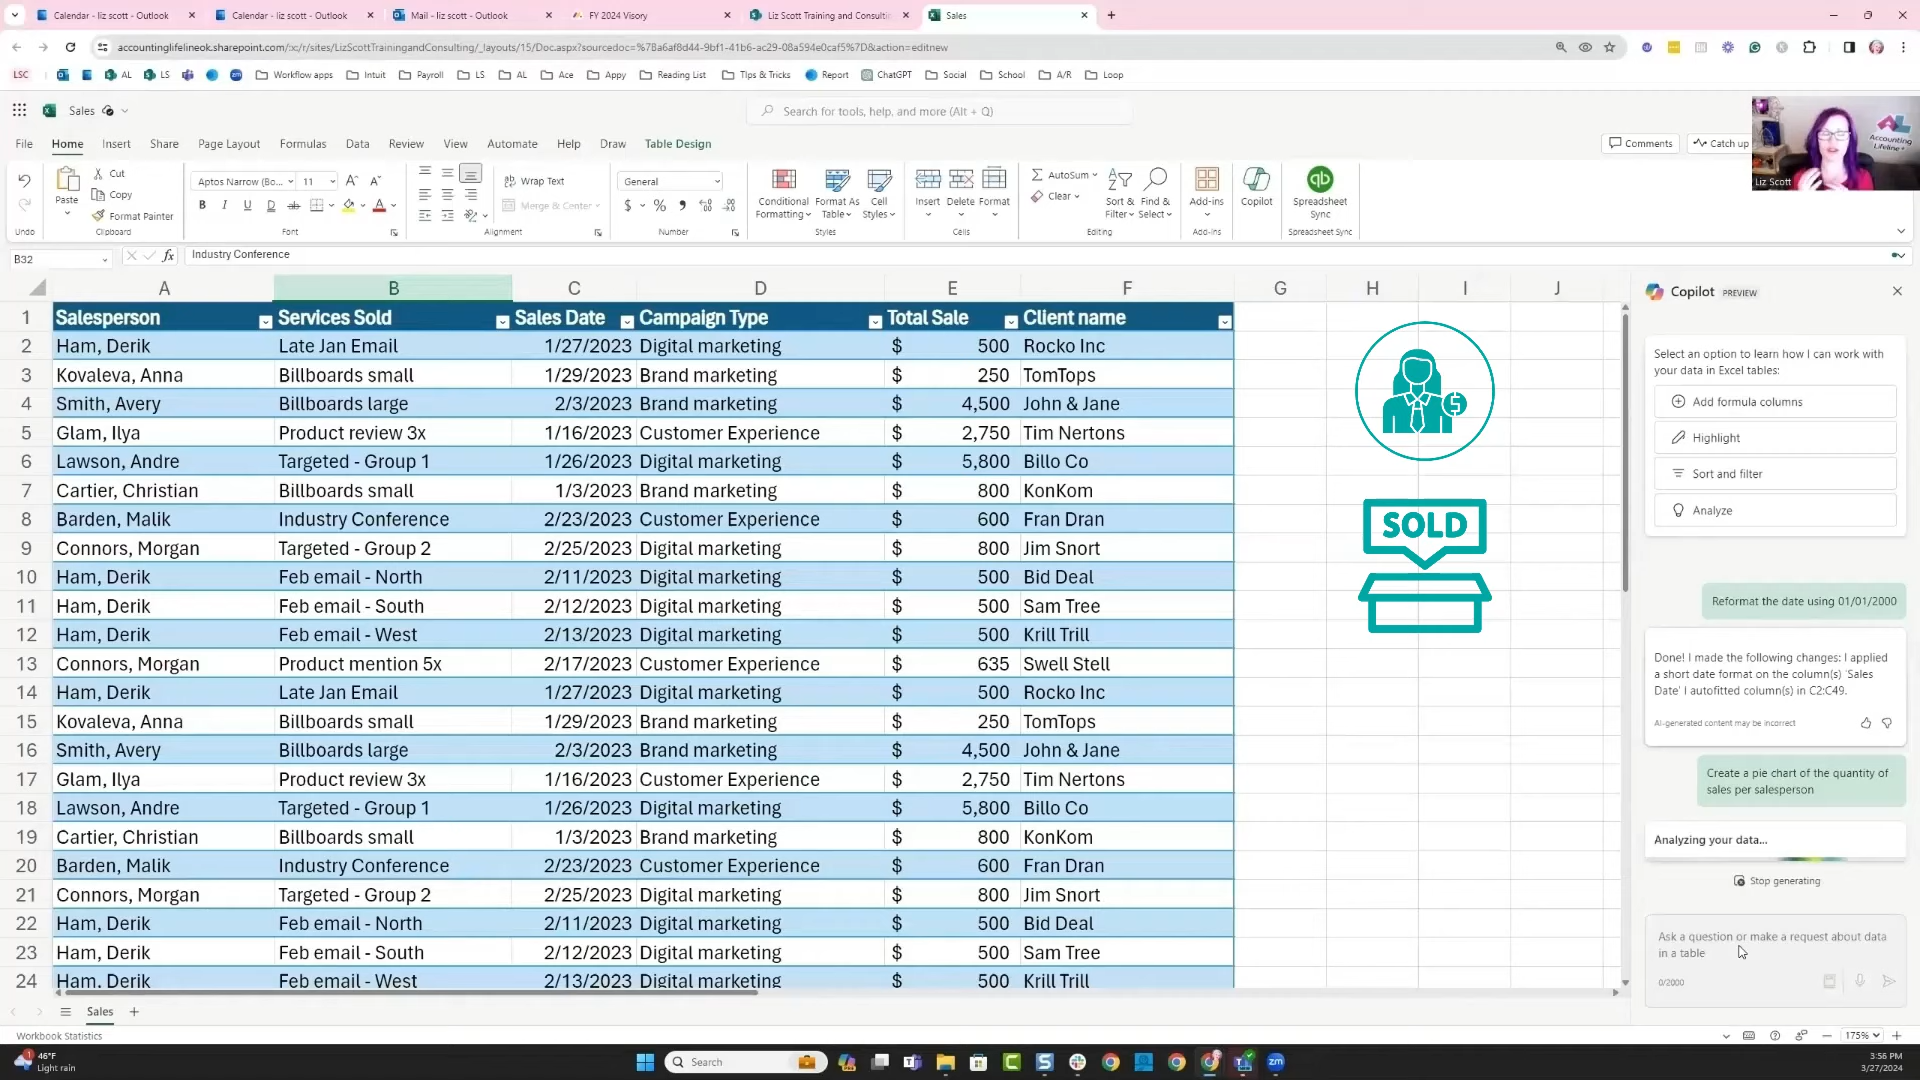 Calendar - liz scott - Outlook
Calendar - liz scott - Outlook
Mail - liz scott - Outlook
FY 2024 Visory
Liz Scott Training and Consultin
Sales
accountinglifelineok.sharepoint.com/:x:/r/sites/LizScottTrainingandConsulting/_layouts/15/Doc.aspx?sourcedoc=%78a6af8d44-9bf1-41b6-ac29-08a594e0caf5%7D&action=editnew
LSC AL LS Workflow apps Intuit Payroll LS AL Ace Appy Reading List Tips & Tricks Report ChatGPT Social School A/R Loop
Sales
Search for tools, help, and more (Alt + Q)
File Home Insert Share Page Layout Formulas Data Review View Automate Help Draw Table Design
Comments Catch up
Accounting Lifeline
Liz Scott
Paste Cut Copy Format Painter
Aptos Narrow (Bo... 11
Wrap Text
Merge & Center
General
Conditional Formatting
Format As Table
Cell Styles
Insert Delete Format
AutoSum
Clear
Sort & Filter
Find & Select
Add-ins
Copilot
Spreadsheet Sync
Undo Clipboard Font Alignment Number Styles Cells Editing Add-ins Spreadsheet Sync
B32 fx Industry Conference
A B C D E F G H I J
1 Salesperson Services Sold Sales Date Campaign Type Total Sale Client name
2 Ham, Derik Late Jan Email 1/27/2023 Digital marketing $ 500 Rocko Inc
3 Kovaleva, Anna Billboards small 1/29/2023 Brand marketing $ 250 TomTops
4 Smith, Avery Billboards large 2/3/2023 Brand marketing $ 4,500 John & Jane
5 Glam, Ilya Product review 3x 1/16/2023 Customer Experience $ 2,750 Tim Nertons
6 Lawson, Andre Targeted - Group 1 1/26/2023 Digital marketing $ 5,800 Billo Co
7 Cartier, Christian Billboards small 1/3/2023 Brand marketing $ 800 KonKom
8 Barden, Malik Industry Conference 2/23/2023 Customer Experience $ 600 Fran Dran
9 Connors, Morgan Targeted - Group 2 2/25/2023 Digital marketing $ 800 Jim Snort
10 Ham, Derik Feb email - North 2/11/2023 Digital marketing $ 500 Bid Deal
11 Ham, Derik Feb email - South 2/12/2023 Digital marketing $ 500 Sam Tree
12 Ham, Derik Feb email - West 2/13/2023 Digital marketing $ 500 Krill Trill
13 Connors, Morgan Product mention 5x 2/17/2023 Customer Experience $ 635 Swell Stell
14 Ham, Derik Late Jan Email 1/27/2023 Digital marketing $ 500 Rocko Inc
15 Kovaleva, Anna Billboards small 1/29/2023 Brand marketing $ 250 TomTops
16 Smith, Avery Billboards large 2/3/2023 Brand marketing $ 4,500 John & Jane
17 Glam, Ilya Product review 3x 1/16/2023 Customer Experience $ 2,750 Tim Nertons
18 Lawson, Andre Targeted - Group 1 1/26/2023 Digital marketing $ 5,800 Billo Co
19 Cartier, Christian Billboards small 1/3/2023 Brand marketing $ 800 KonKom
20 Barden, Malik Industry Conference 2/23/2023 Customer Experience $ 600 Fran Dran
21 Connors, Morgan Targeted - Group 2 2/25/2023 Digital marketing $ 800 Jim Snort
22 Ham, Derik Feb email - North 2/11/2023 Digital marketing $ 500 Bid Deal
23 Ham, Derik Feb email - South 2/12/2023 Digital marketing $ 500 Sam Tree
24 Ham, Derik Feb email - West 2/13/2023 Digital marketing $ 500 Krill Trill
SOLD
Copilot PREVIEW
Select an option to learn how I can work with
your data in Excel tables:
Add formula columns
Highlight
Sort and filter
Analyze
Reformat the date using 01/01/2000
Done! I made the following changes: I applied
a short date format on the column(s) 'Sales
Date' I autofitted column(s) in C2:C49.
AI-generated content may be incorrect
Create a pie chart of the quantity of
sales per salesperson
Analyzing your data...
Stop generating
Ask a question or make a request about data
in a table
0/2000
Sales
Workbook Statistics
175%
1
46°F
Light rain
Search
zm
3:56 PM
3/27/2024